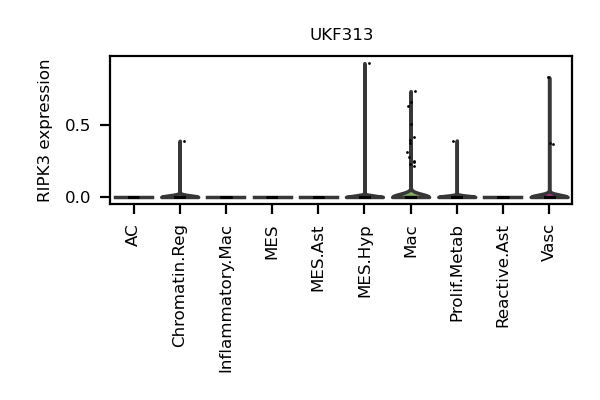 UKF313
RIPK3 expression
0.5
0.0
AC
Chromatin.Reg
Inflammatory.Mac
MES
MES.Ast
MES.Hyp
Mac
Prolif.Metab
Reactive.Ast
Vasc